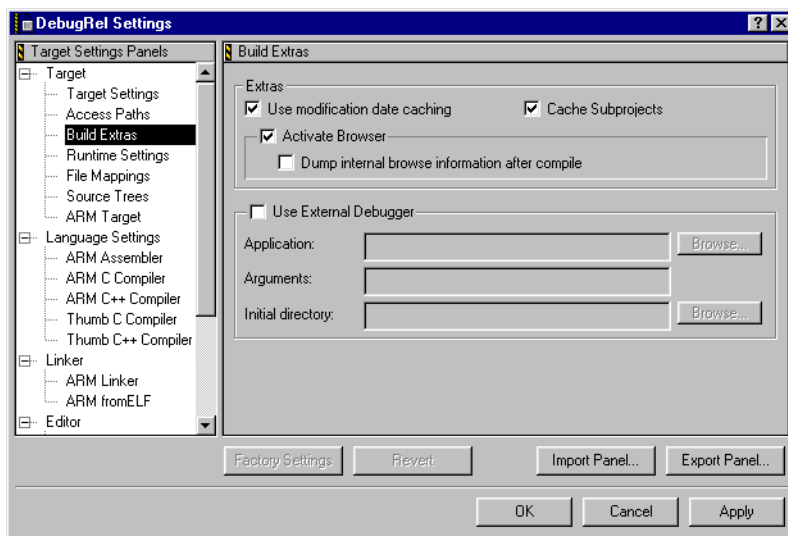 DebugRel Settings
Target Settings Panels
Target
Target Settings
Access Paths
Build Extras
Runtime Settings
File Mappings
Source Trees
ARM Target
Language Settings
ARM Assembler
ARM C Compiler
ARM C++ Compiler
Thumb C Compiler
Thumb C++ Compiler
Linker
ARM Linker
ARM fromELF
Editor
Build Extras
Extras
Use modification date caching
Cache Subprojects
Activate Browser
Dump internal browse information after compile
Use External Debugger
Application:
Browse...
Arguments:
Initial directory:
Browse...
Factory Settings
Revert
Import Panel...
Export Panel...
OK
Cancel
Apply